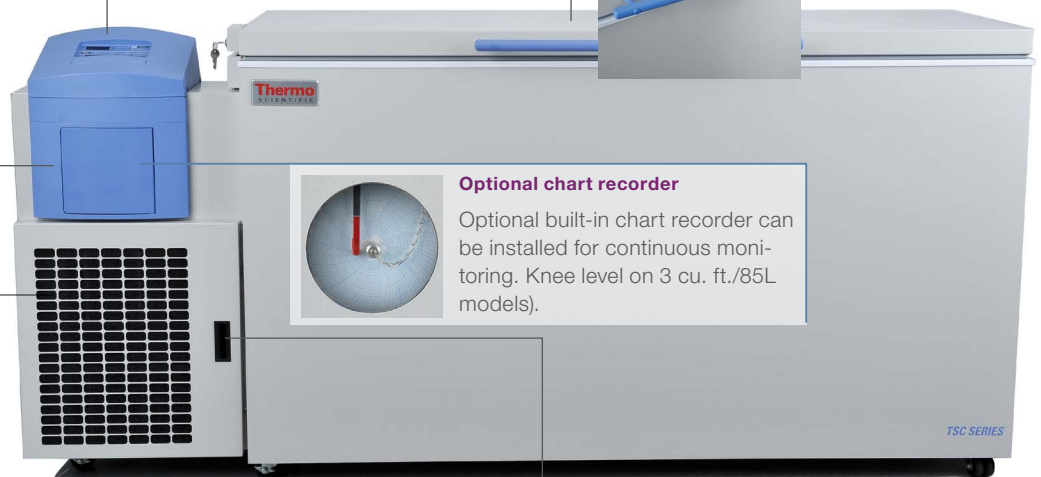 Thermo
SCIENTIFIC
Optional chart recorder
Optional built-in chart recorder can
be installed for continuous moni-
toring. Knee level on 3 cu. ft./85L
models).
TSC SERIES